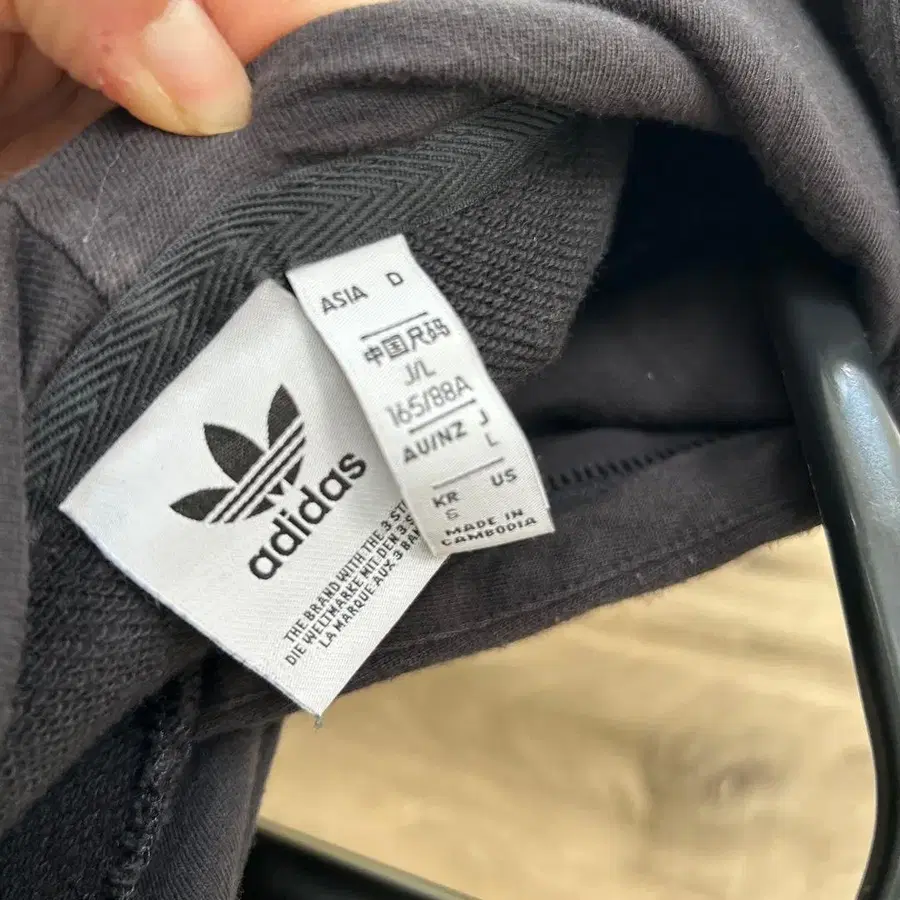 adidas
THE BRAND WITH THE 3 ST
DIE WELTMARKE MIT DEN 3 S
LA MARQUE AUX 3 BAN
ASIA D
中国尺码
J/L
165/88A
AU/NZ J
L
KR US
MADE IN
CAMBODIA